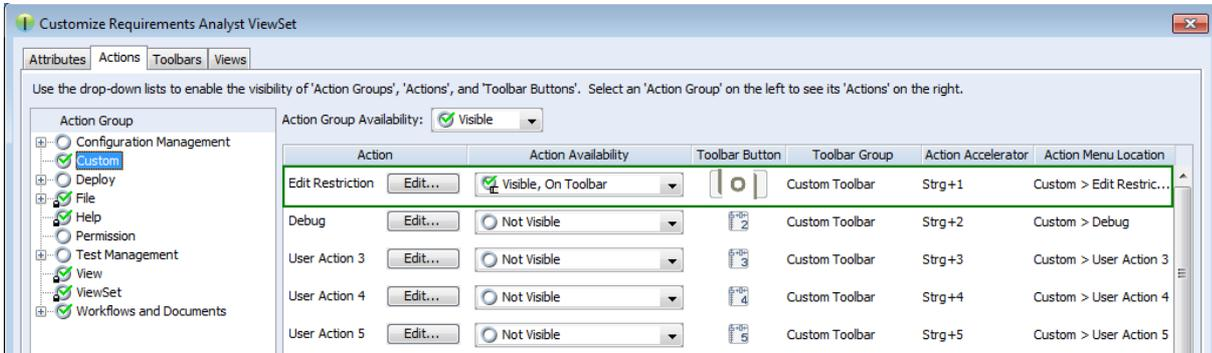 Customize Requirements Analyst ViewSet
Attributes Actions Toolbars Views
Use the drop-down lists to enable the visibility of 'Action Groups', 'Actions', and 'Toolbar Buttons'. Select an 'Action Group' on the left to see its 'Actions' on the right.
Action Group
Configuration Management
Custom
Deploy
File
Help
Permission
Test Management
View
ViewSet
Workflows and Documents
Action Group Availability: Visible
Action Action Availability Toolbar Button Toolbar Group Action Accelerator Action Menu Location
Edit Restriction Edit... Visible, On Toolbar Custom Toolbar Strg+1 Custom > Edit Restric...
Debug Edit... Not Visible 2 Custom Toolbar Strg+2 Custom > Debug
User Action 3 Edit... Not Visible 3 Custom Toolbar Strg+3 Custom > User Action 3
User Action 4 Edit... Not Visible 4 Custom Toolbar Strg+4 Custom > User Action 4
User Action 5 Edit... Not Visible 5 Custom Toolbar Strg+5 Custom > User Action 5